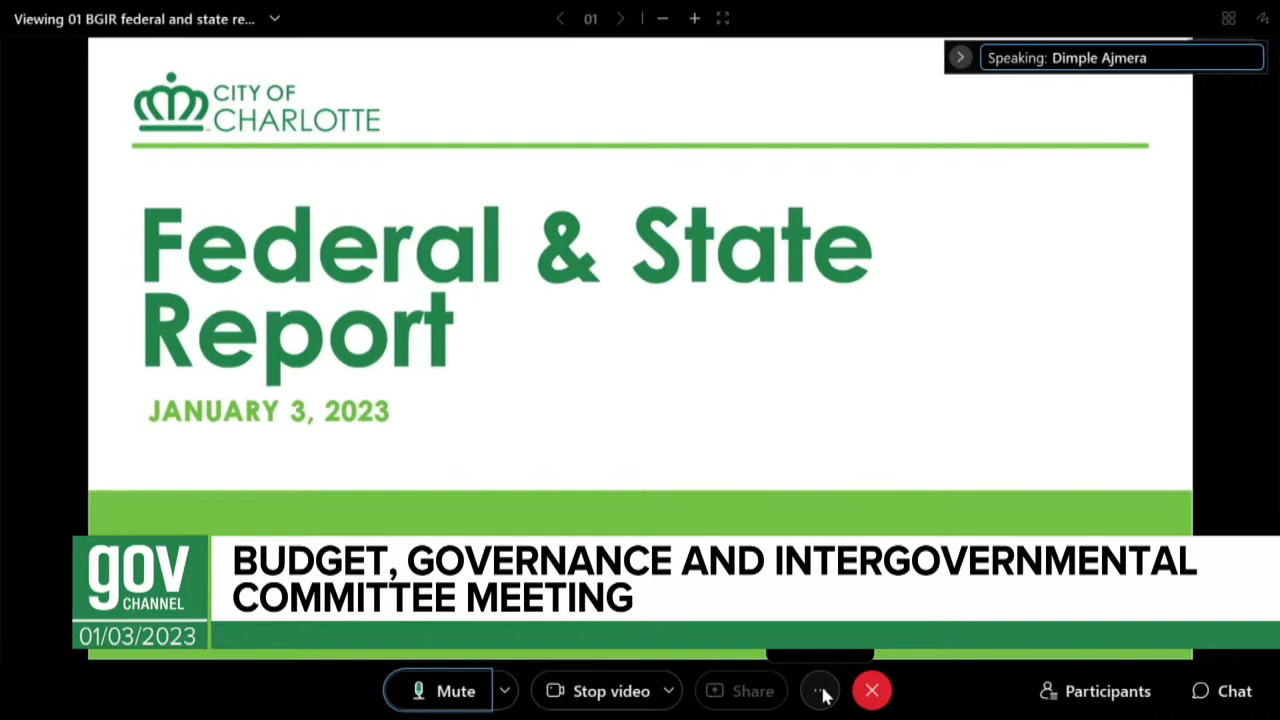 Viewing 01 BGIR federal and state re...
01
Speaking: Dimple Ajmera
CITY OF
CHARLOTTE
Federal & State
Report
JANUARY 3, 2023
gov
CHANNEL
01/03/2023
BUDGET, GOVERNANCE AND INTERGOVERNMENTAL
COMMITTEE MEETING
Mute
Stop video
Share
Participants
Chat